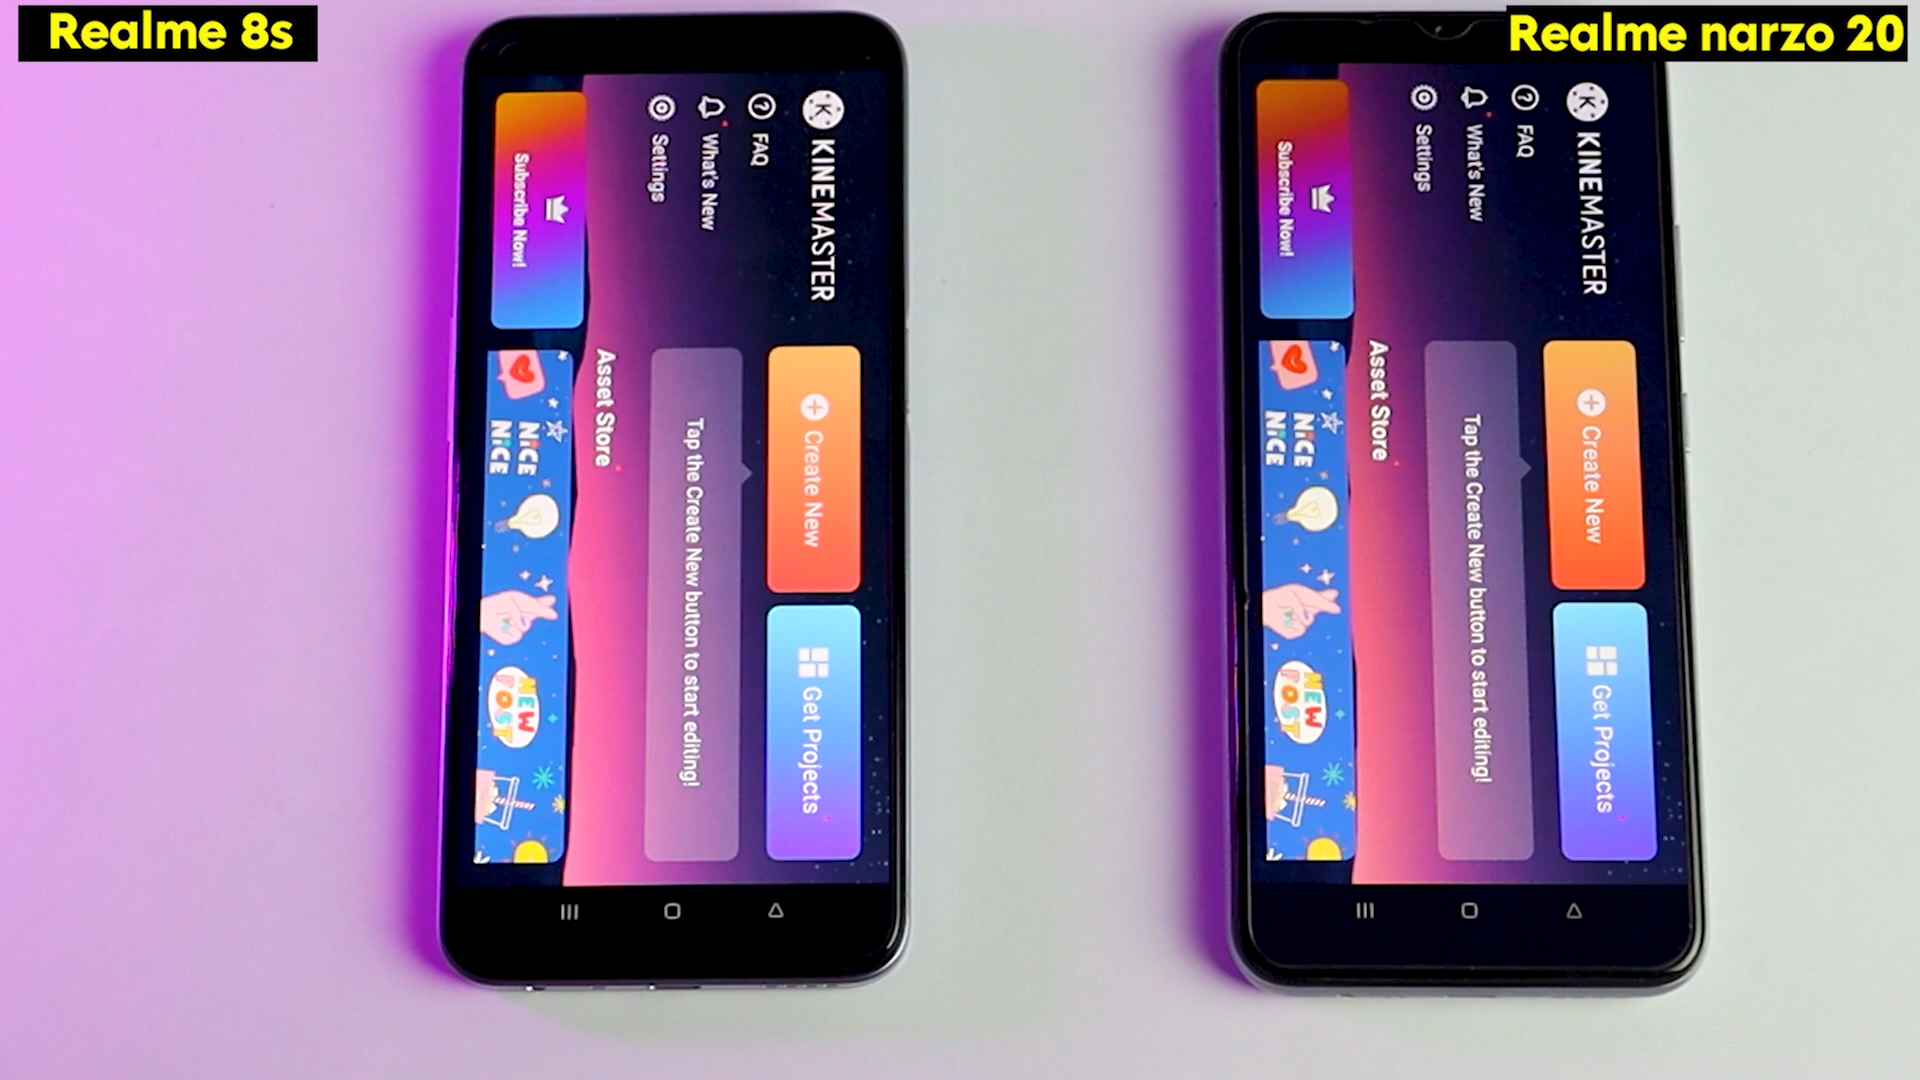 Realme 8s
Realme narzo 20
KINEMASTER
FAQ
What's New
Settings
Subscribe Now!
Create New
Get Projects
Tap the Create New button to start editing!
Asset Store
NiCE
NiCE
NEW
POST
KINEMASTER
FAQ
What's New
Settings
Subscribe Now!
Create New
Get Projects
Tap the Create New button to start editing!
Asset Store
NiCE
NiCE
NEW
POST